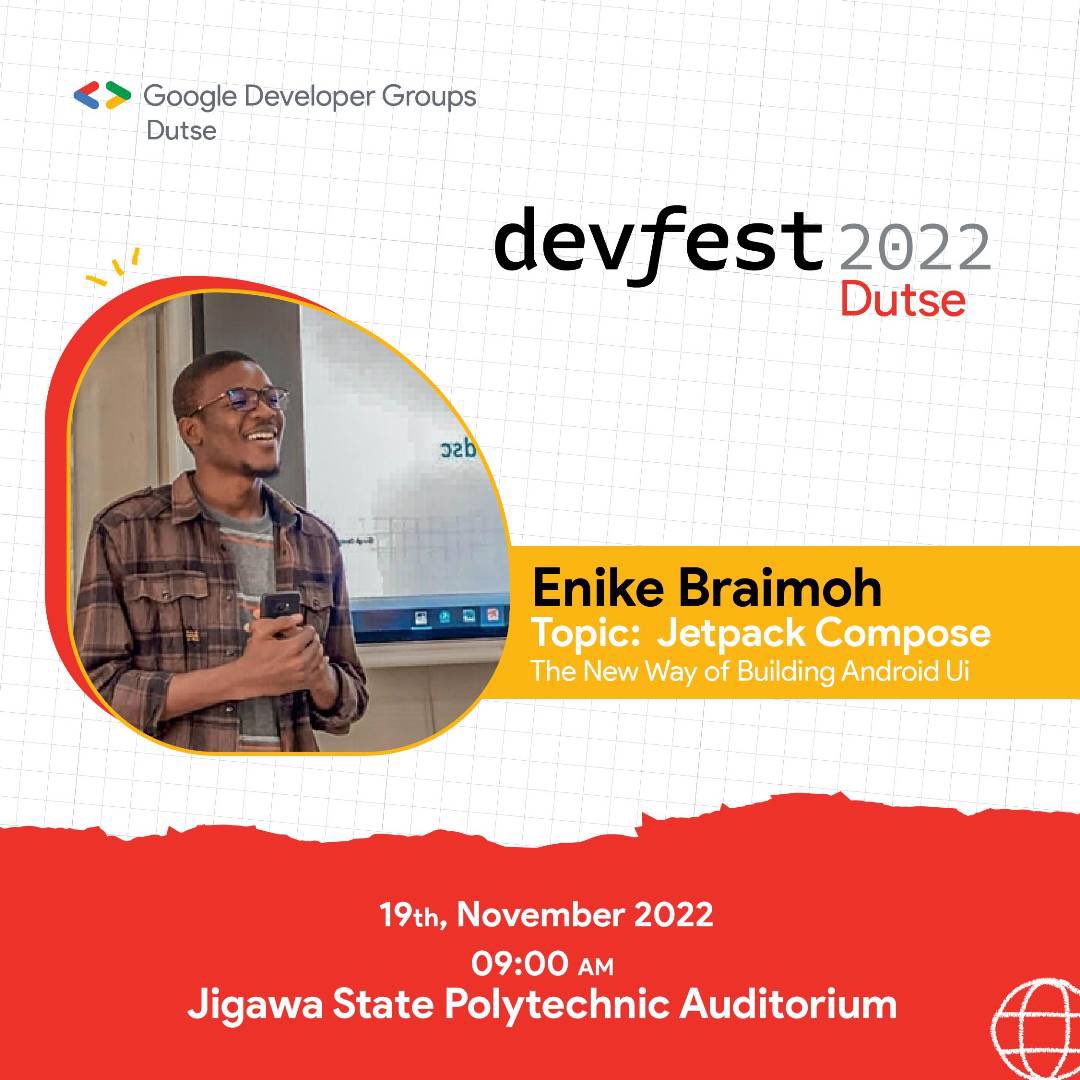 Google Developer Groups
Dutse
devfest 2022
Dutse
dsc
Enike Braimoh
Topic: Jetpack Compose
The New Way of Building Android Ui
19th, November 2022
09:00 AM
Jigawa State Polytechnic Auditorium